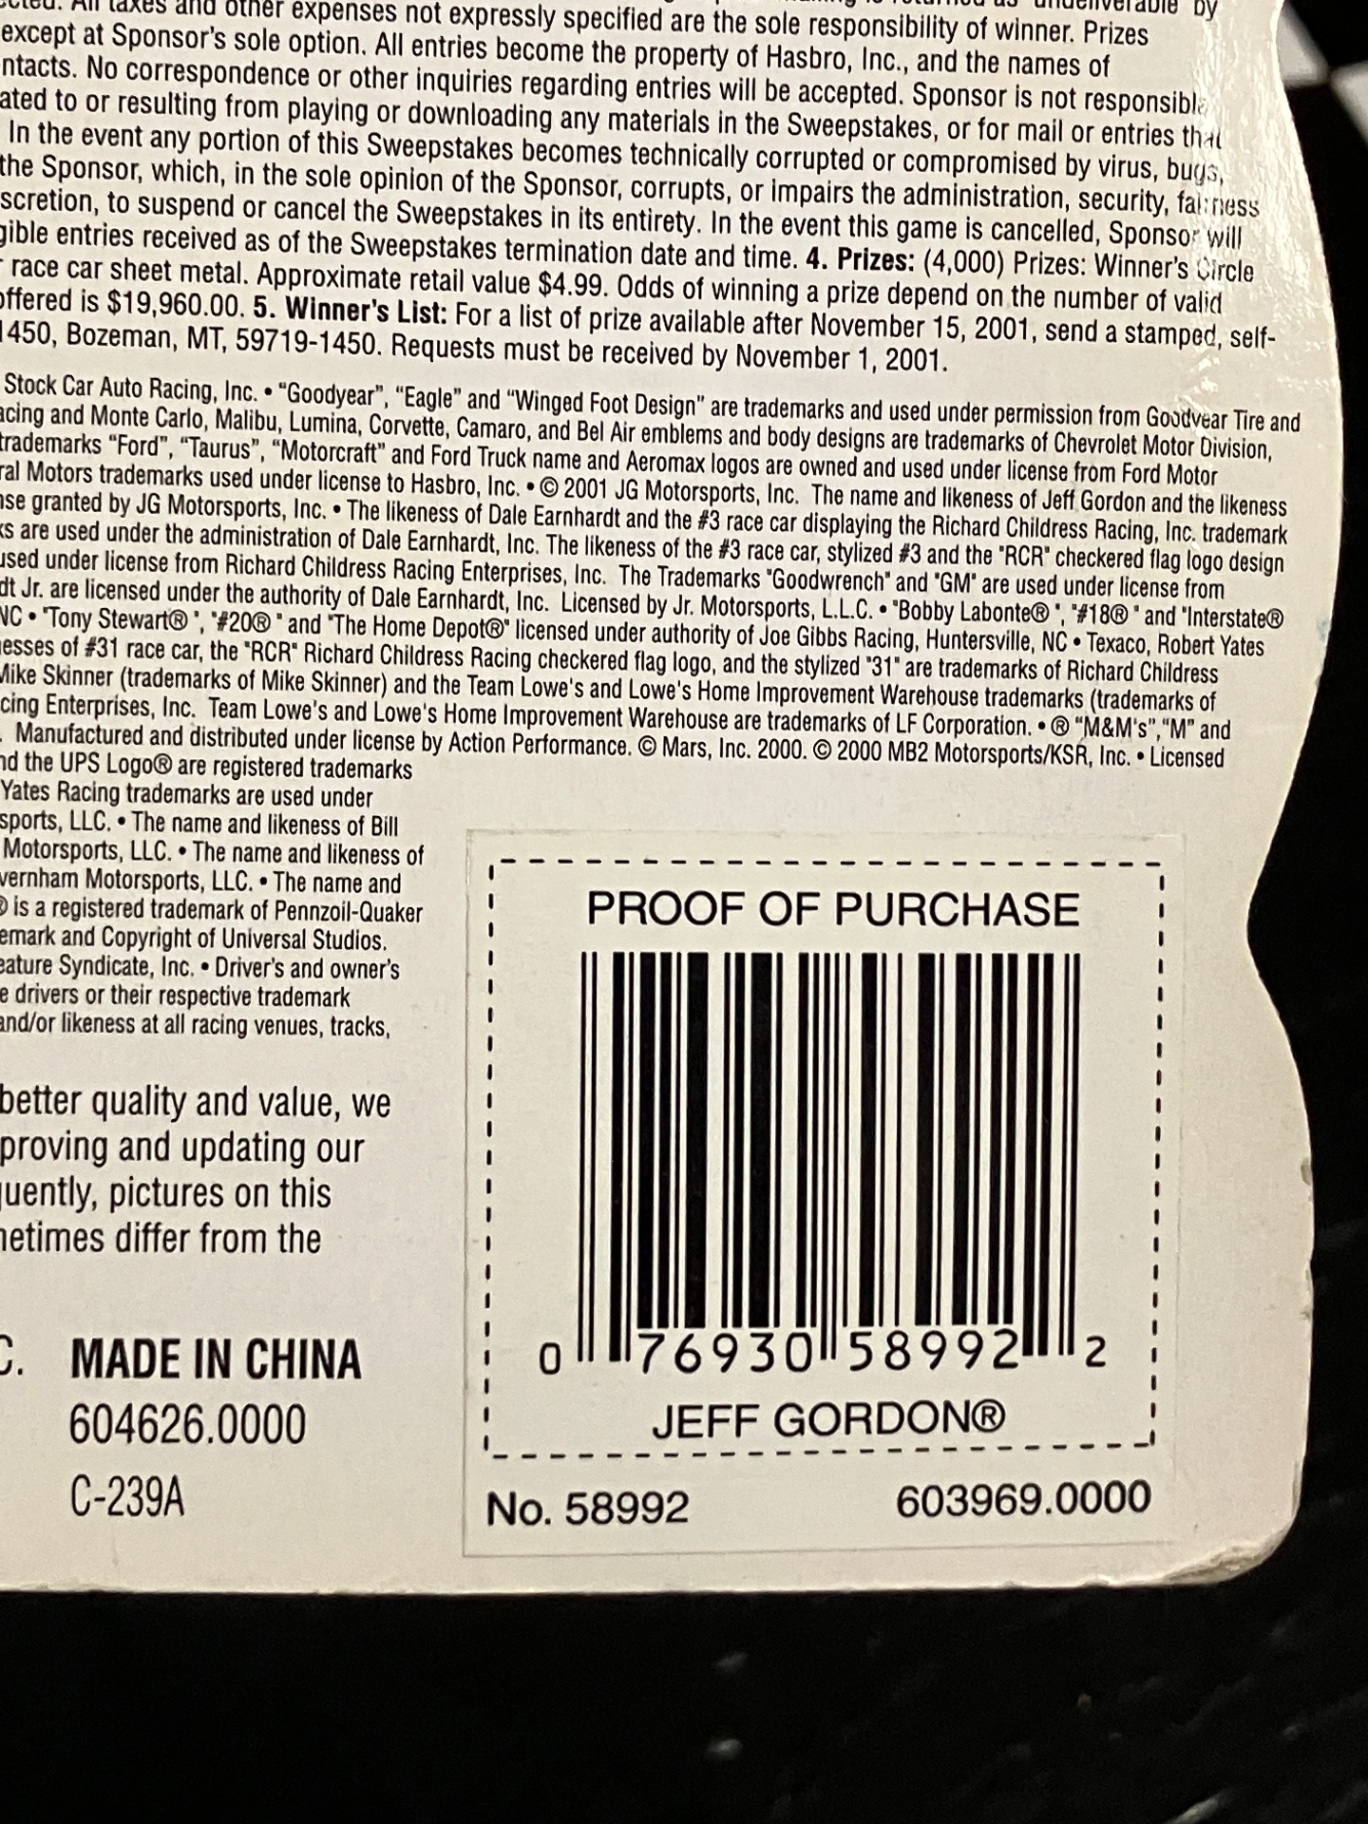 All taxes and other expenses not expressly specified are the sole responsibility of winner. Prizes
except at Sponsor's sole option. All entries become the property of Hasbro, Inc., and the names of
No correspondence or other inquiries regarding entries will be accepted. Sponsor is not responsible
to or resulting from playing or downloading any materials in the Sweepstakes, or for mail or entries that
In the event any portion of this Sweepstakes becomes technically corrupted or compromised by virus, bugs,
the Sponsor, which, in the sole opinion of the Sponsor, corrupts, or impairs the administration, security, fairness
to suspend or cancel the Sweepstakes in its entirety. In the event this game is cancelled, Sponsor will
entries received as of the Sweepstakes termination date and time. 4. Prizes: (4,000) Prizes: Winner's Circle
race car sheet metal. Approximate retail value $4.99. Odds of winning a prize depend on the number of valid
offered is $19,960.00. 5. Winner's List: For a list of prize available after November 15, 2001, send a stamped, self-
1450, Bozeman, MT, 59719-1450. Requests must be received by November 1, 2001.
Stock Car Auto Racing, Inc. • “Goodyear”, “Eagle” and “Winged Foot Design” are trademarks and used under permission from Goodyear Tire and
acing and Monte Carlo, Malibu, Lumina, Corvette, Camaro, and Bel Air emblems and body designs are trademarks of Chevrolet Motor Division,
trademarks “Ford”, “Taurus”, “Motorcraft” and Ford Truck name and Aeromax logos are owned and used under license from Ford Motor
ral Motors trademarks used under license to Hasbro, Inc. • © 2001 JG Motorsports, Inc. The name and likeness of Jeff Gordon and the likeness
nse granted by JG Motorsports, Inc. • The likeness of Dale Earnhardt and the #3 race car displaying the Richard Childress Racing, Inc. trademark
ks are used under the administration of Dale Earnhardt, Inc. The likeness of the #3 race car, stylized #3 and the "RCR" checkered flag logo design
used under license from Richard Childress Racing Enterprises, Inc. The Trademarks "Goodwrench" and "GM" are used under license from
dt Jr. are licensed under the authority of Dale Earnhardt, Inc. Licensed by Jr. Motorsports, L.L.C. • "Bobby Labonte® ", "#18® " and "Interstate®
NC • "Tony Stewart® ", "#20® " and "The Home Depot®" licensed under authority of Joe Gibbs Racing, Huntersville, NC • Texaco, Robert Yates
esses of #31 race car, the "RCR" Richard Childress Racing checkered flag logo, and the stylized "31" are trademarks of Richard Childress
Mike Skinner (trademarks of Mike Skinner) and the Team Lowe's and Lowe's Home Improvement Warehouse trademarks (trademarks of
cing Enterprises, Inc. Team Lowe's and Lowe's Home Improvement Warehouse are trademarks of LF Corporation. • ® “M&M's”,“M” and
. Manufactured and distributed under license by Action Performance. © Mars, Inc. 2000. © 2000 MB2 Motorsports/KSR, Inc. • Licensed
nd the UPS Logo® are registered trademarks
Yates Racing trademarks are used under
sports, LLC. • The name and likeness of Bill
Motorsports, LLC. • The name and likeness of
vernham Motorsports, LLC. • The name and
® is a registered trademark of Pennzoil-Quaker
emark and Copyright of Universal Studios.
eature Syndicate, Inc. • Driver's and owner's
e drivers or their respective trademark
and/or likeness at all racing venues, tracks,
better quality and value, we
proving and updating our
quently, pictures on this
metimes differ from the
C. MADE IN CHINA
604626.0000
C-239A
PROOF OF PURCHASE
0 76930 58992 2
JEFF GORDON®
No. 58992 603969.0000